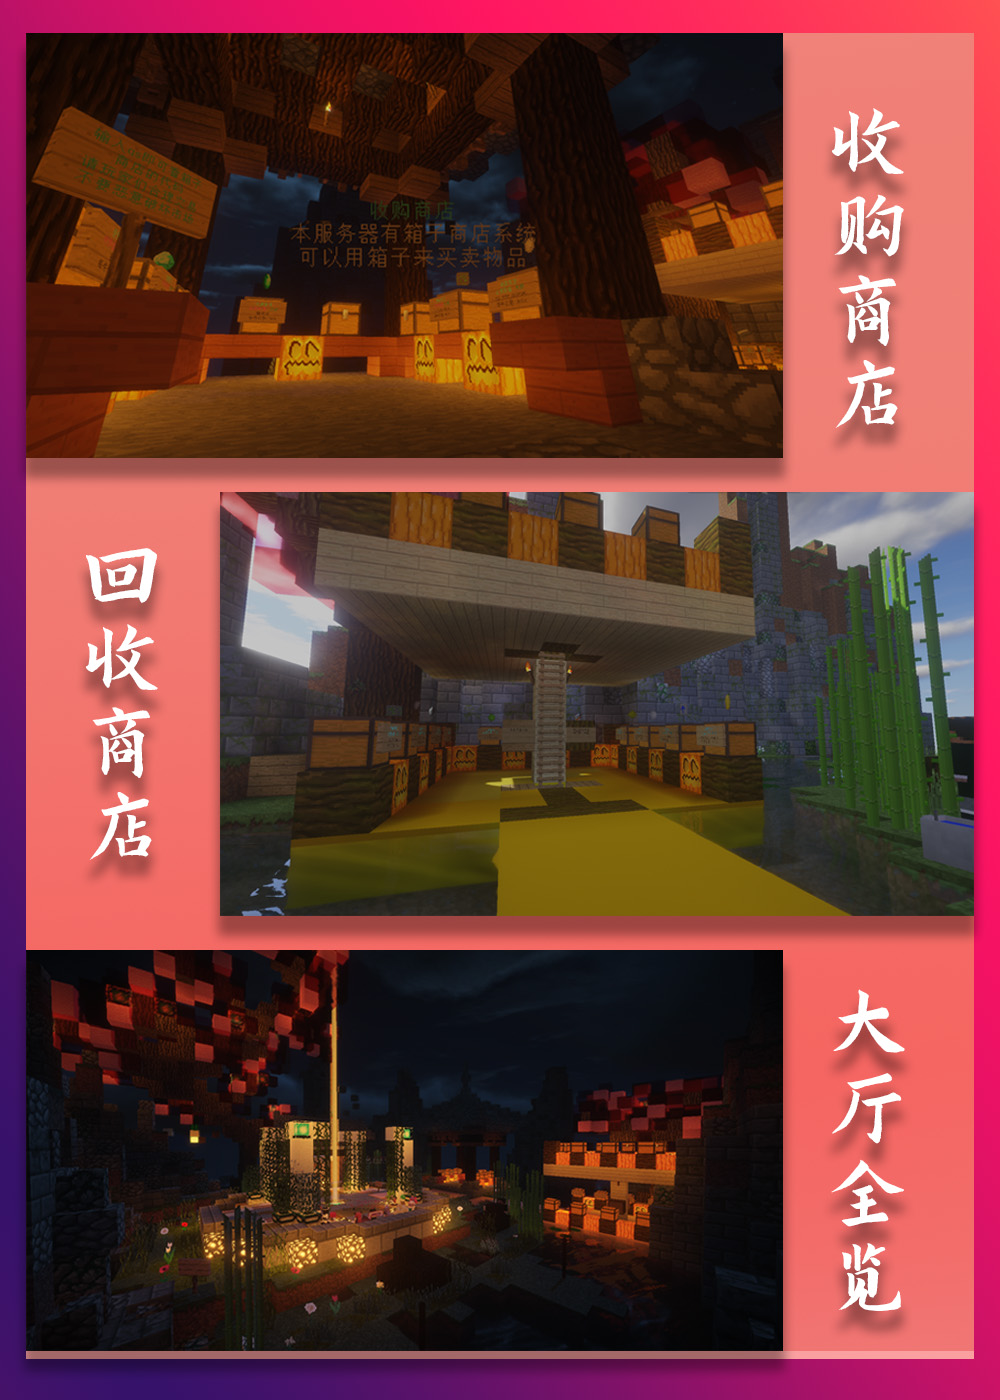 收购商店
本服务器有箱子商店系统
可以用箱子来买卖物品
收购商店
回收商店
大厅全览